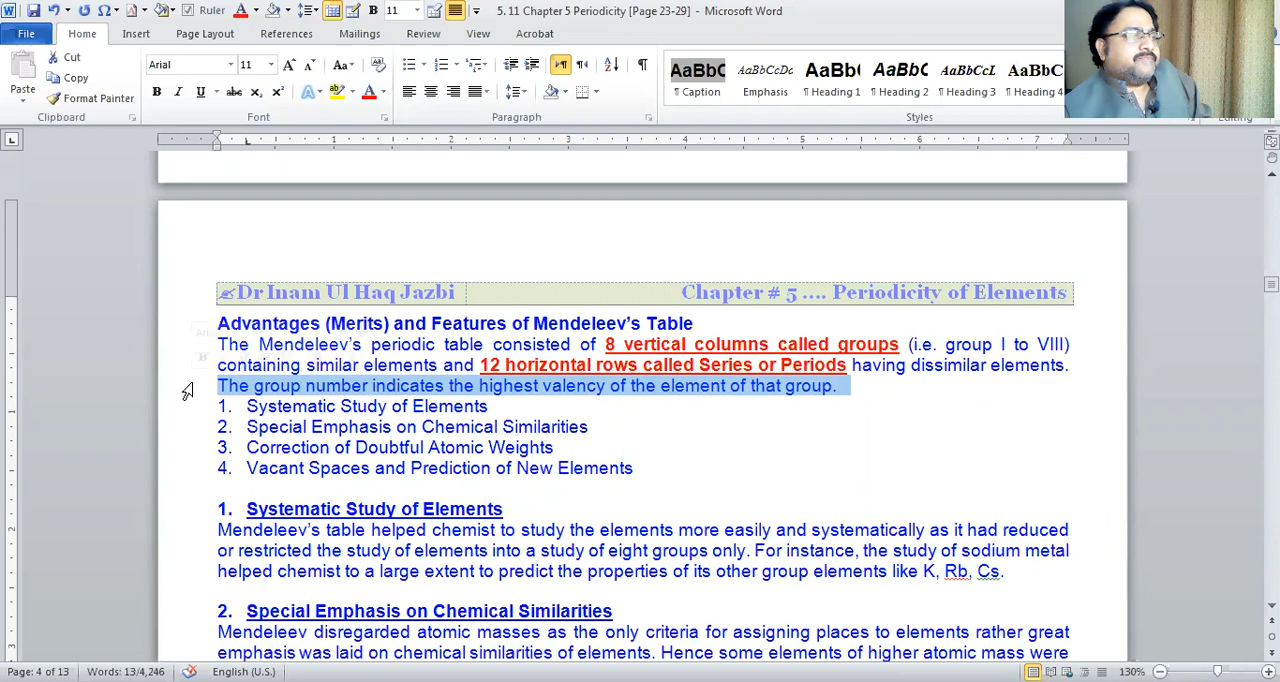 5. 11 Chapter 5 Periodicity [Page 23-29] - Microsoft Word
Ruler
A
B
11
File
Home
Insert
Page Layout
References
Mailings
Review
View
Acrobat
Paste
Cut
Copy
Format Painter
Clipboard
Arial
11
Font
Paragraph
AaBbC
Caption
AaBbCcDc
Emphasis
AaBbC
Heading 1
AaBbC
Heading 2
AaBbCcL
Heading 3
AaBbC
Heading 4
Styles
Editing
Dr Inam Ul Haq Jazbi
Chapter # 5 .... Periodicity of Elements
Advantages (Merits) and Features of Mendeleev's Table
The Mendeleev's periodic table consisted of 8 vertical columns called groups (i.e. group I to VIII)
containing similar elements and 12 horizontal rows called Series or Periods having dissimilar elements.
The group number indicates the highest valency of the element of that group.
1. Systematic Study of Elements
2. Special Emphasis on Chemical Similarities
3. Correction of Doubtful Atomic Weights
4. Vacant Spaces and Prediction of New Elements
1. Systematic Study of Elements
Mendeleev's table helped chemist to study the elements more easily and systematically as it had reduced
or restricted the study of elements into a study of eight groups only. For instance, the study of sodium metal
helped chemist to a large extent to predict the properties of its other group elements like K, Rb, Cs.
2. Special Emphasis on Chemical Similarities
Mendeleev disregarded atomic masses as the only criteria for assigning places to elements rather great
emphasis was laid on chemical similarities of elements. Hence some elements of higher atomic mass were
Page: 4 of 13
Words: 13/4,246
English (U.S.)
130%